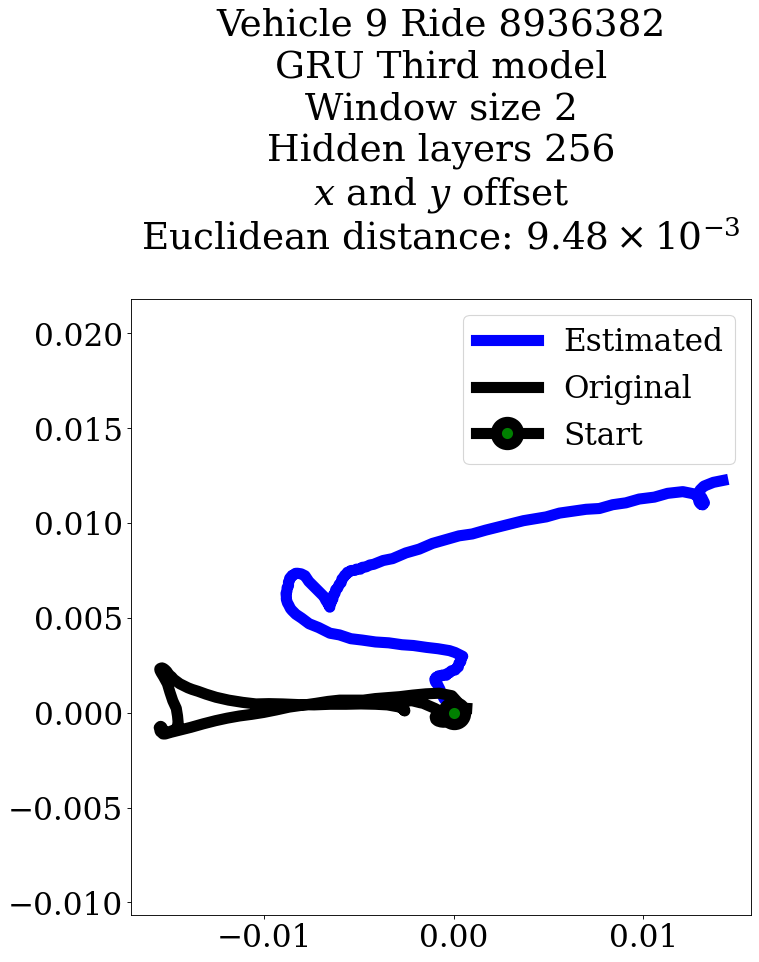 Vehicle 9 Ride 8936382
GRU Third model
Window size 2
Hidden layers 256
x and y offset
Euclidean distance: 9.48 × 10⁻³
Estimated
Original
Start
0.020
0.015
0.010
0.005
0.000
−0.005
−0.010
−0.01 0.00 0.01